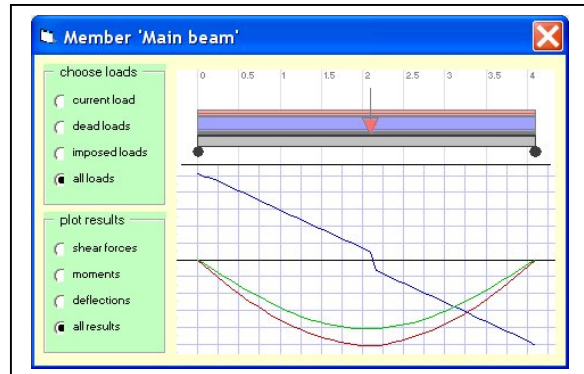 Member 'Main beam'
choose loads
current load
dead loads
imposed loads
all loads
plot results
shear forces
moments
deflections
all results
0 0.5 1 1.5 2 2.5 3 3.5 4